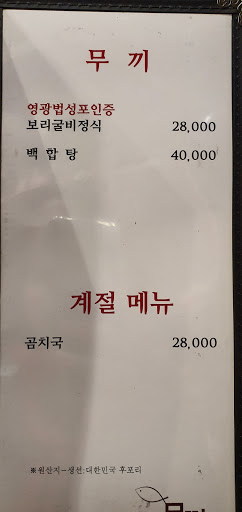 무 끼
영광법성포인증
보리굴비정식 28,000
백 합 탕 40,000
계절 메뉴
곰치국 28,000
※원산지-생선:대한민국 후포리